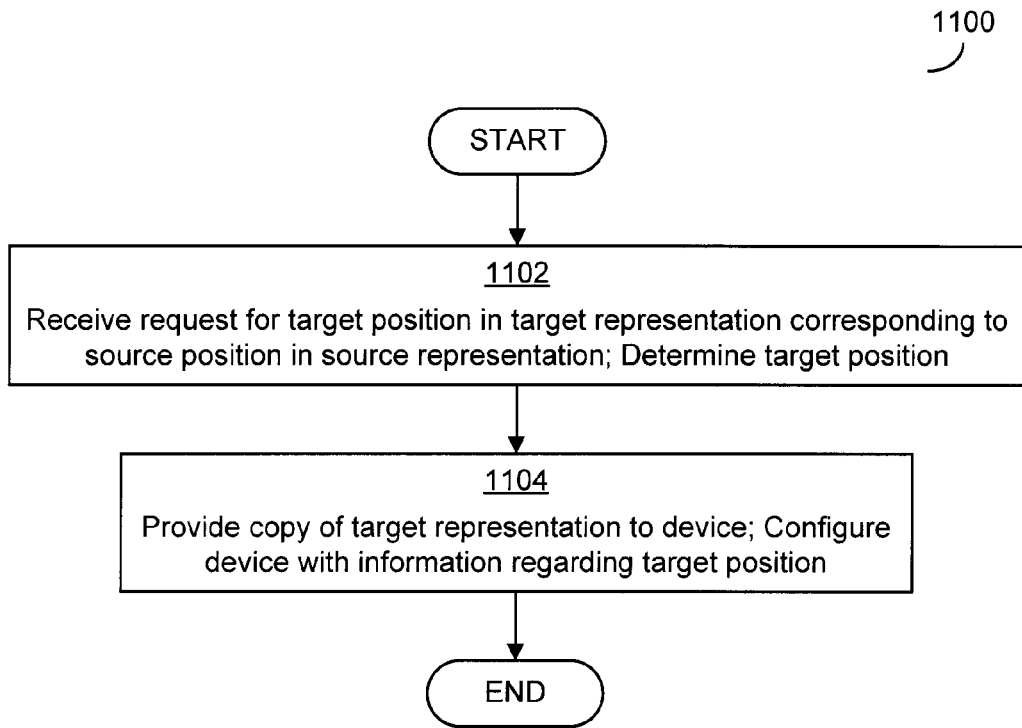 1100
START
1102
Receive request for target position in target representation corresponding to
source position in source representation; Determine target position
1104
Provide copy of target representation to device; Configure
device with information regarding target position
END